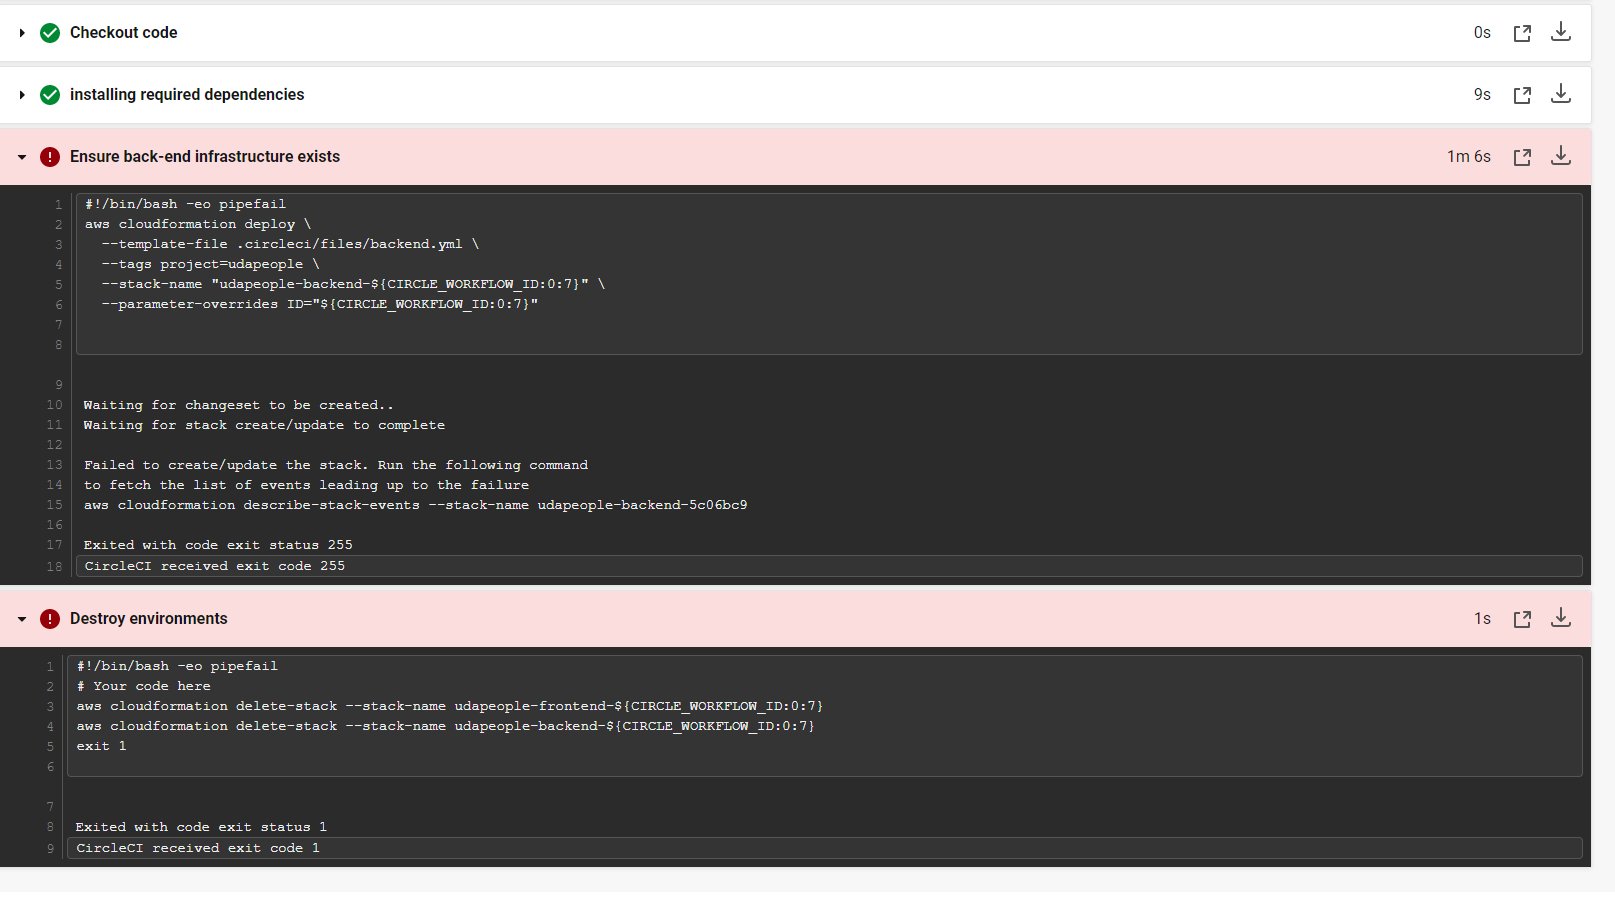 Checkout code 0s
installing required dependencies 9s
Ensure back-end infrastructure exists 1m 6s
1 #!/bin/bash -eo pipefail
2 aws cloudformation deploy \
3 --template-file .circleci/files/backend.yml \
4 --tags project=udapeople \
5 --stack-name "udapeople-backend-${CIRCLE_WORKFLOW_ID:0:7}" \
6 --parameter-overrides ID="${CIRCLE_WORKFLOW_ID:0:7}"
7
8
9
10 Waiting for changeset to be created..
11 Waiting for stack create/update to complete
12
13 Failed to create/update the stack. Run the following command
14 to fetch the list of events leading up to the failure
15 aws cloudformation describe-stack-events --stack-name udapeople-backend-5c06bc9
16
17 Exited with code exit status 255
18 CircleCI received exit code 255
Destroy environments 1s
1 #!/bin/bash -eo pipefail
2 # Your code here
3 aws cloudformation delete-stack --stack-name udapeople-frontend-${CIRCLE_WORKFLOW_ID:0:7}
4 aws cloudformation delete-stack --stack-name udapeople-backend-${CIRCLE_WORKFLOW_ID:0:7}
5 exit 1
6
7
8 Exited with code exit status 1
9 CircleCI received exit code 1